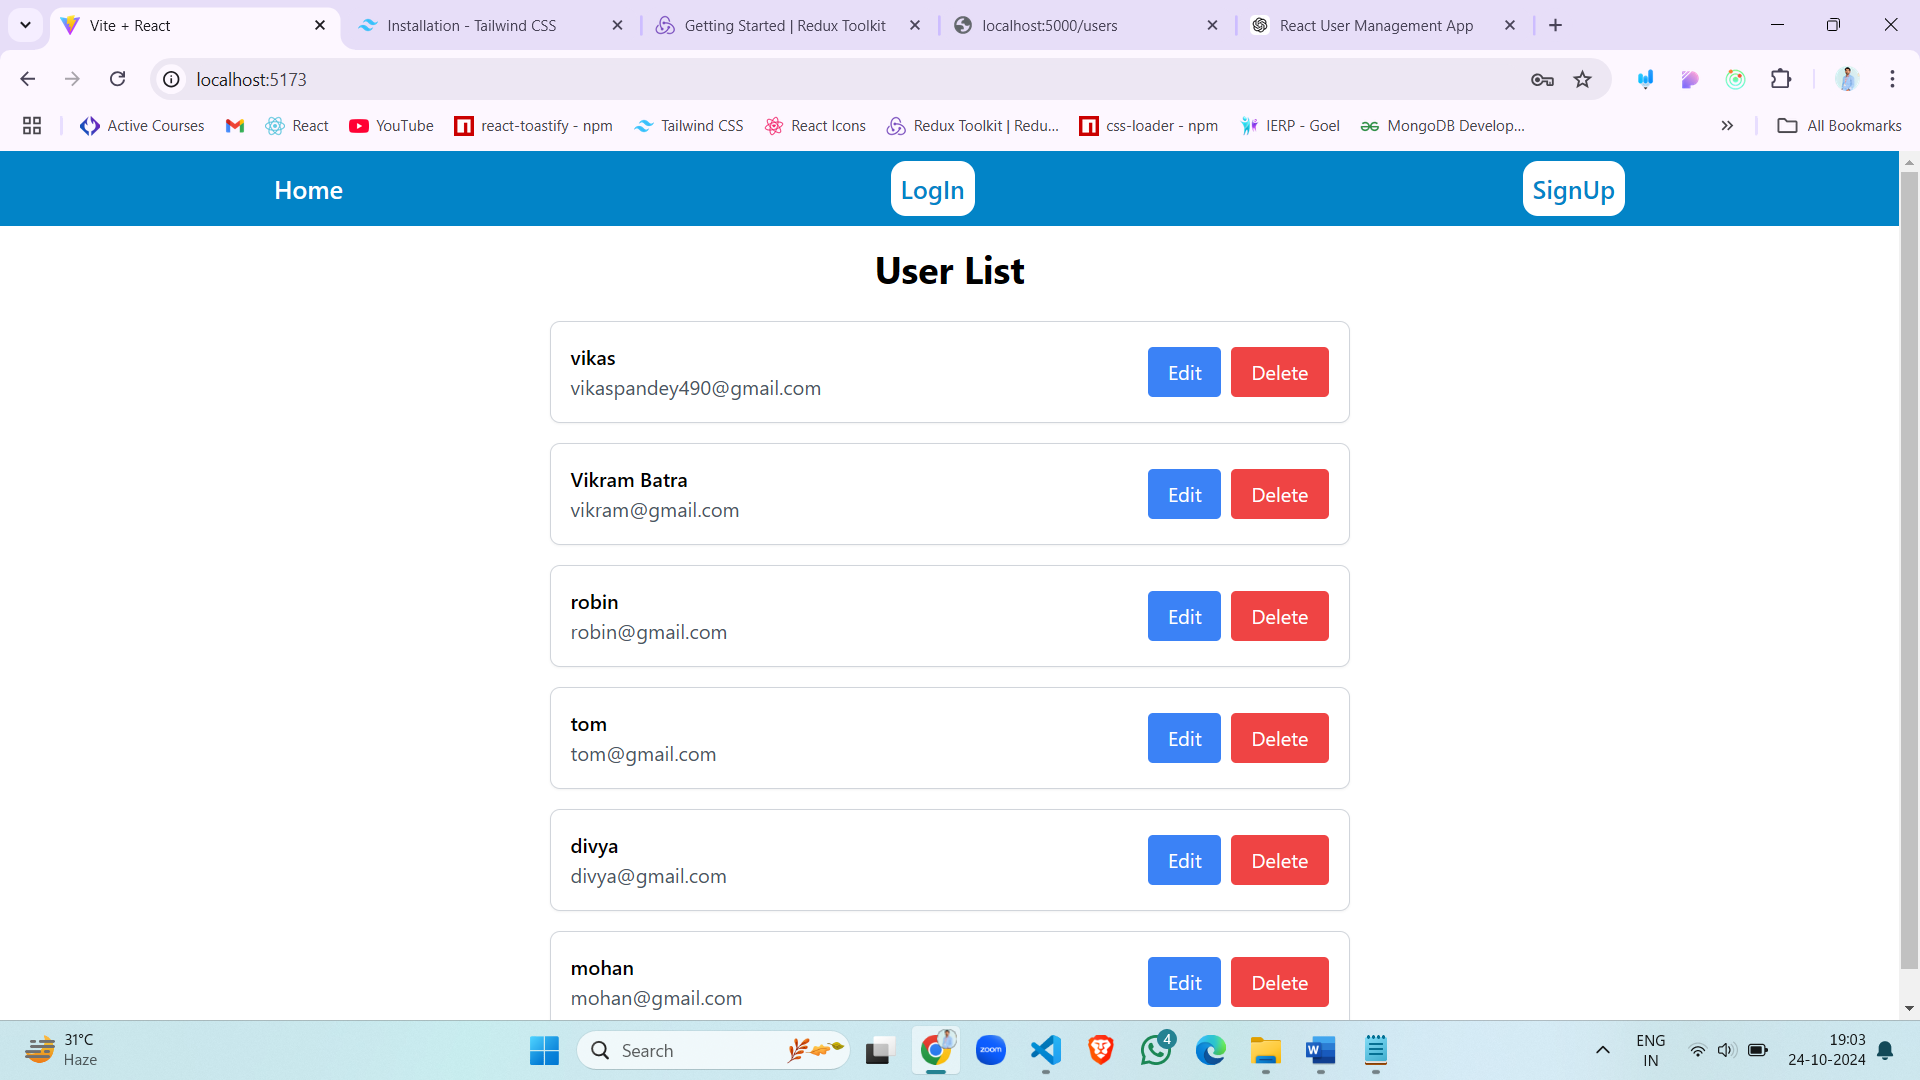 Vite + React
Installation - Tailwind CSS
Getting Started | Redux Toolkit
localhost:5000/users
React User Management App
localhost:5173
Active Courses
React
YouTube
react-toastify - npm
Tailwind CSS
React Icons
Redux Toolkit | Redu...
css-loader - npm
IERP - Goel
MongoDB Develop...
All Bookmarks
Home
LogIn
SignUp
User List
vikas
vikaspandey490@gmail.com
Edit
Delete
Vikram Batra
vikram@gmail.com
Edit
Delete
robin
robin@gmail.com
Edit
Delete
tom
tom@gmail.com
Edit
Delete
divya
divya@gmail.com
Edit
Delete
mohan
mohan@gmail.com
Edit
Delete
31°C
Haze
Search
zoom
4
W
ENG
IN
19:03
24-10-2024